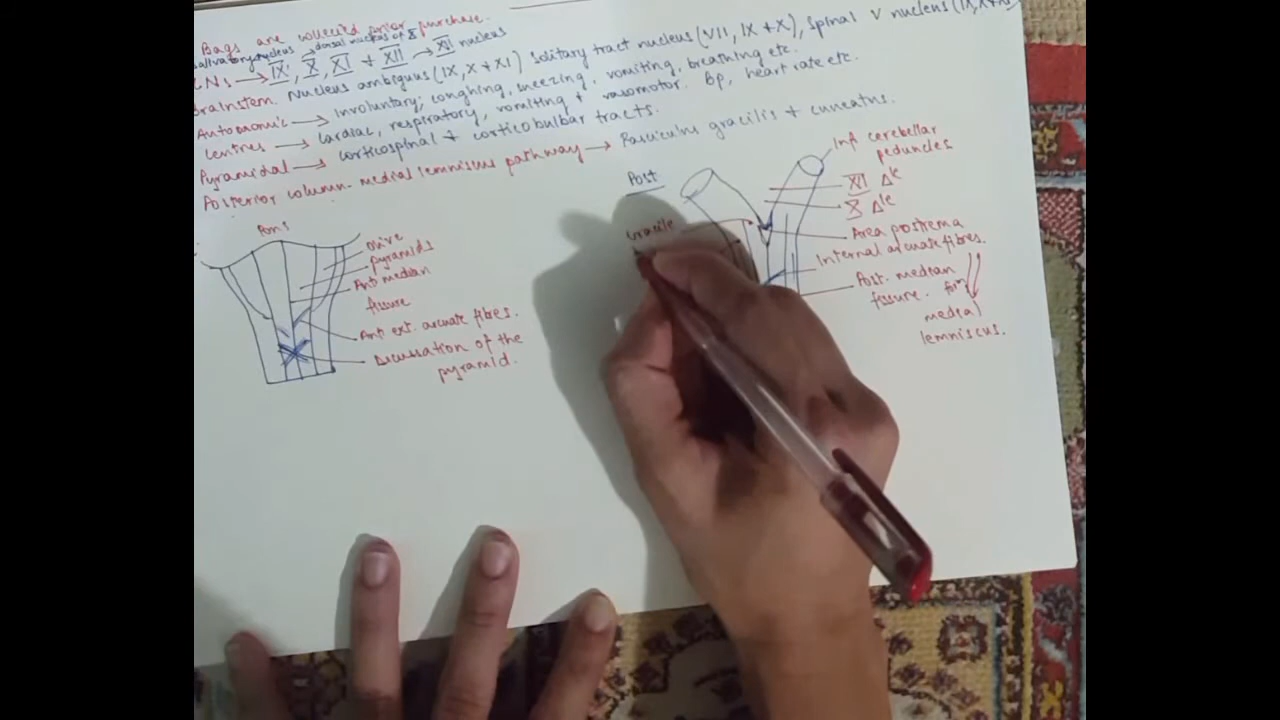 Bags are collected prior purchase.
salivatory nucleus → dorsal nucleus of X
CNs → IX, X, XI + XII → XII nucleus
brainstem. Nucleus ambiguus (IX, X + XI) Solitary tract nucleus (VII, IX + X), Spinal V nucleus (IX, X+
Autonomic → Involuntary; coughing, sneezing, vomiting, breathing etc.
Centres → Cardiac, respiratory, vomiting + vasomotor. Bp, heart rate etc.
Pyramidal → corticospinal + corticobulbar tracts.
Posterior column - medial lemniscus pathway → Fasciculus gracilis + cuneatus.
Pons
olive
pyramids
Ant median
fissure
Ant ext. arcuate fibres.
Decussation of the
pyramid.
Post
Gracile
Inf cerebellar
peduncles
XII Δle
X Δle
Area postrema
Internal arcuate fibres.
Post. median
fissure.
medial
lemniscus.